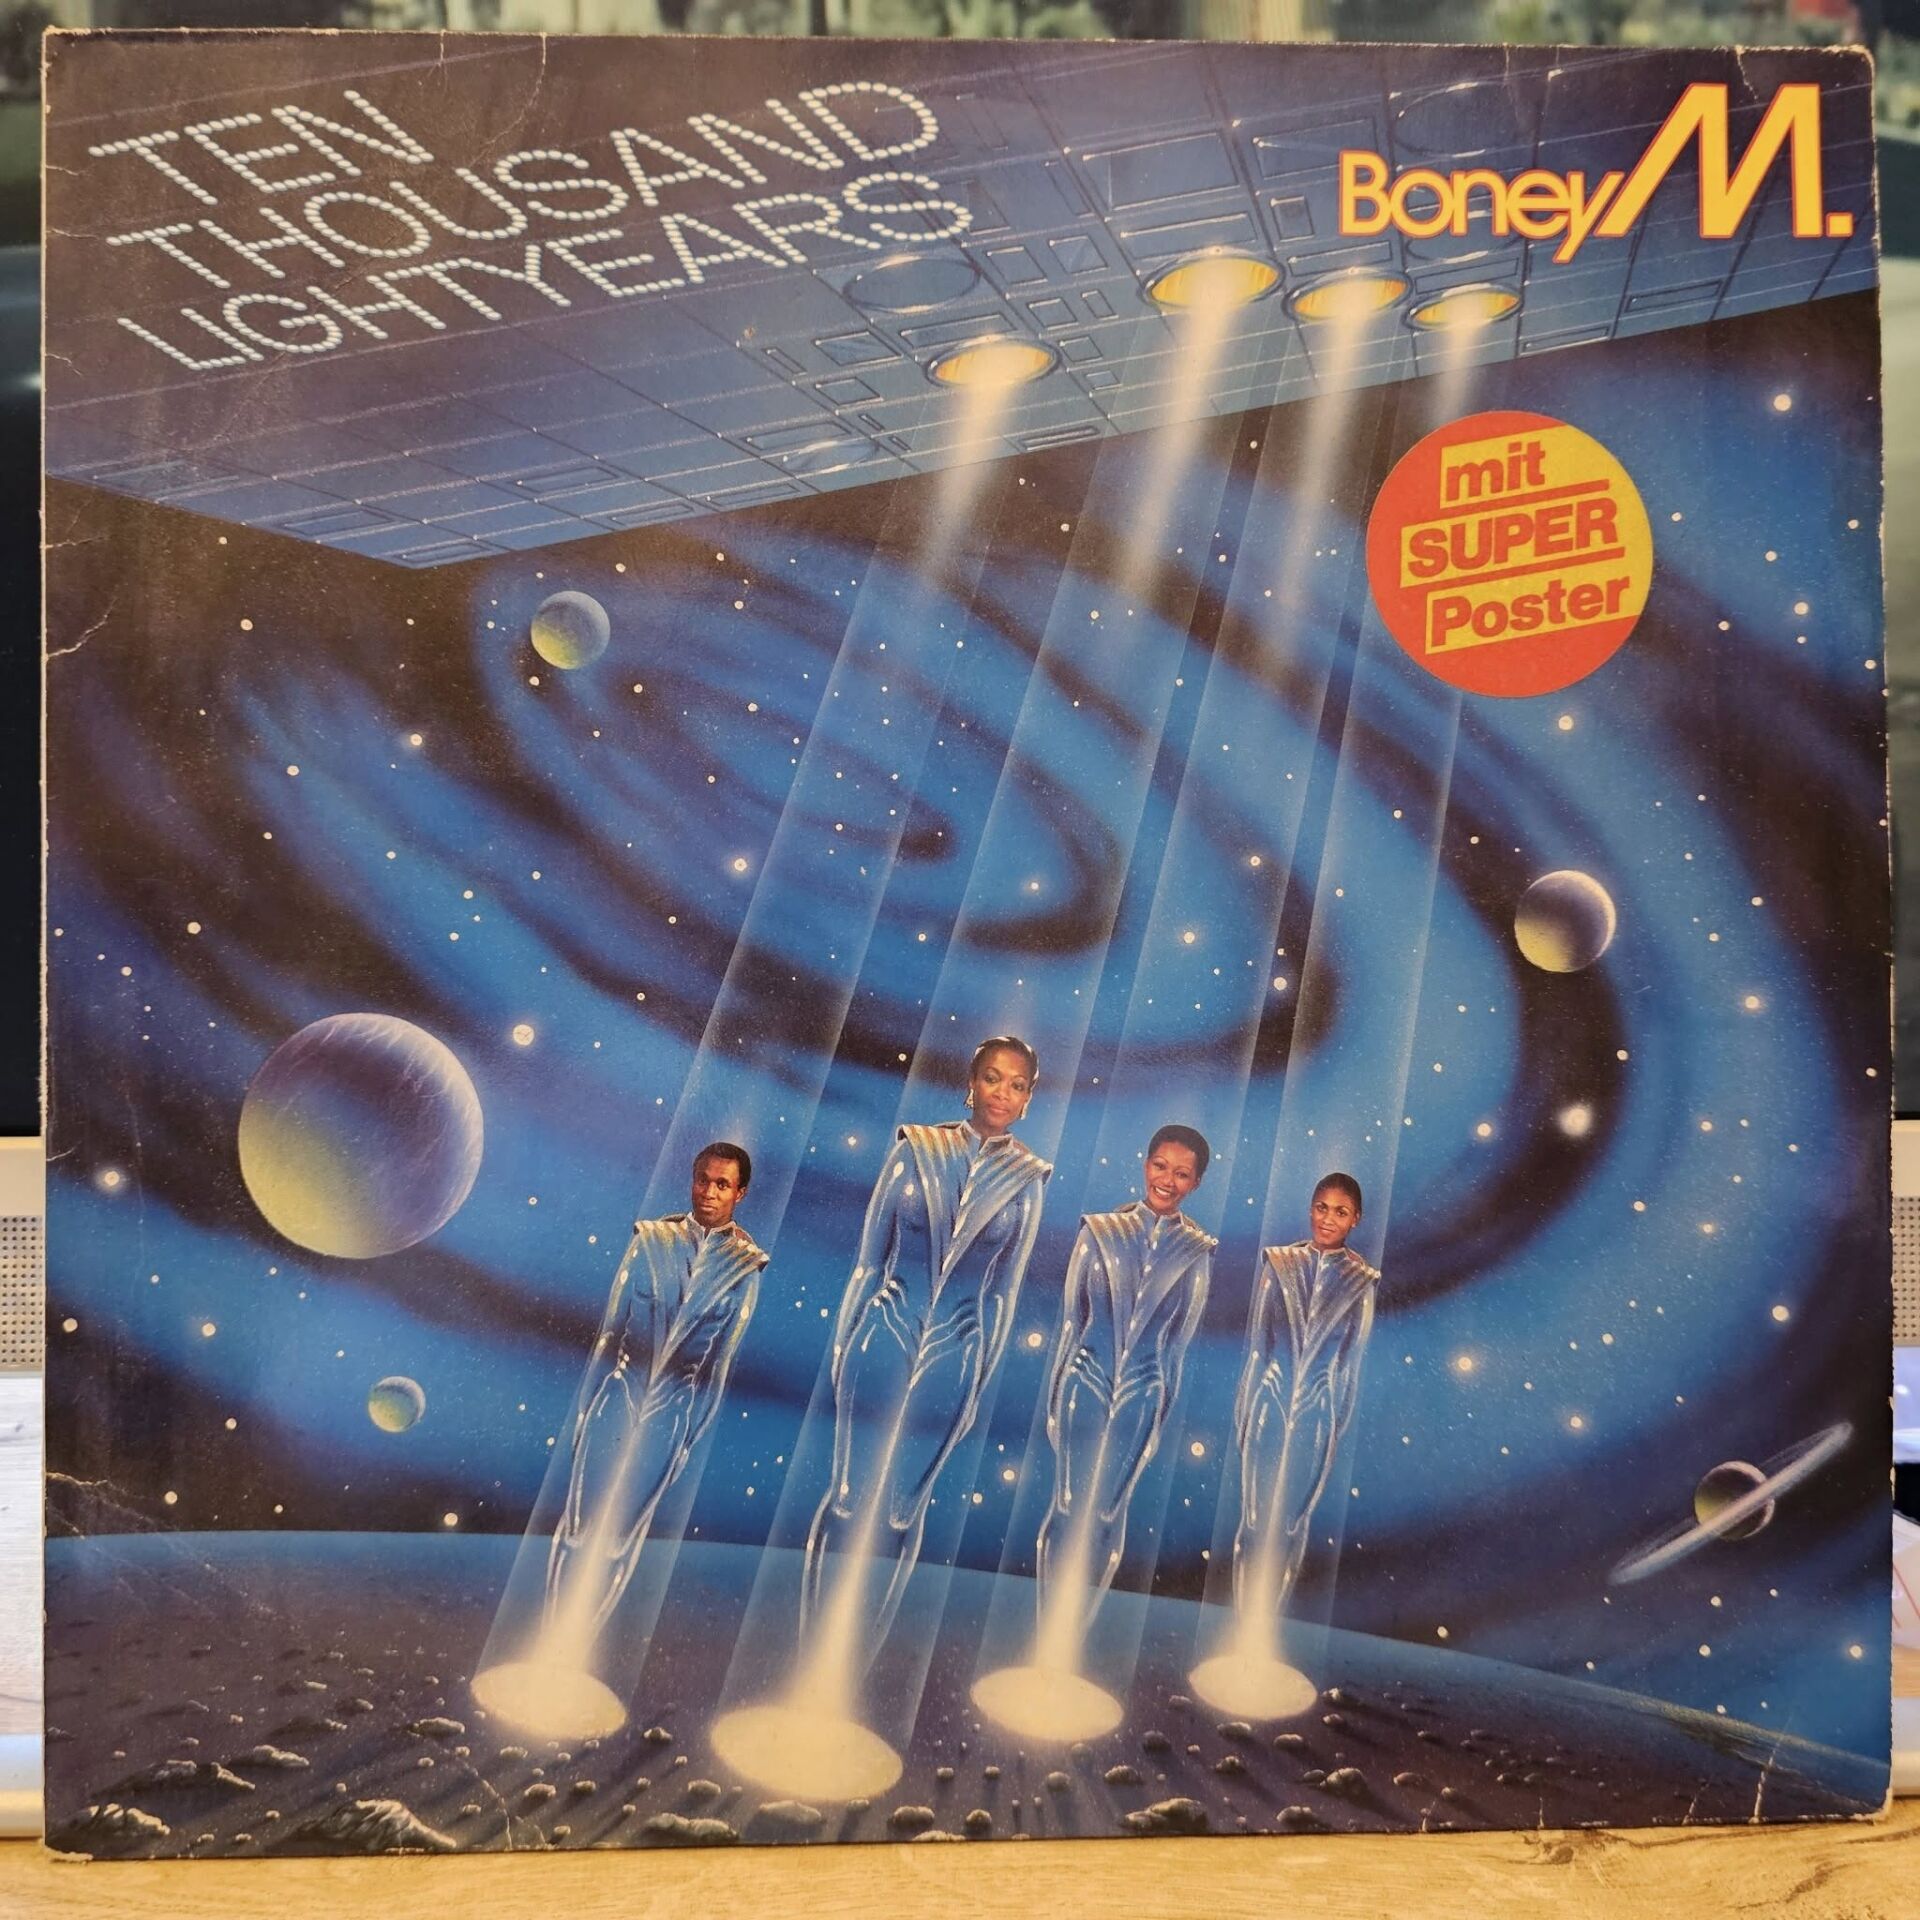 TEN
THOUSAND
LIGHTYEARS
Boney M.
mit
SUPER
Poster